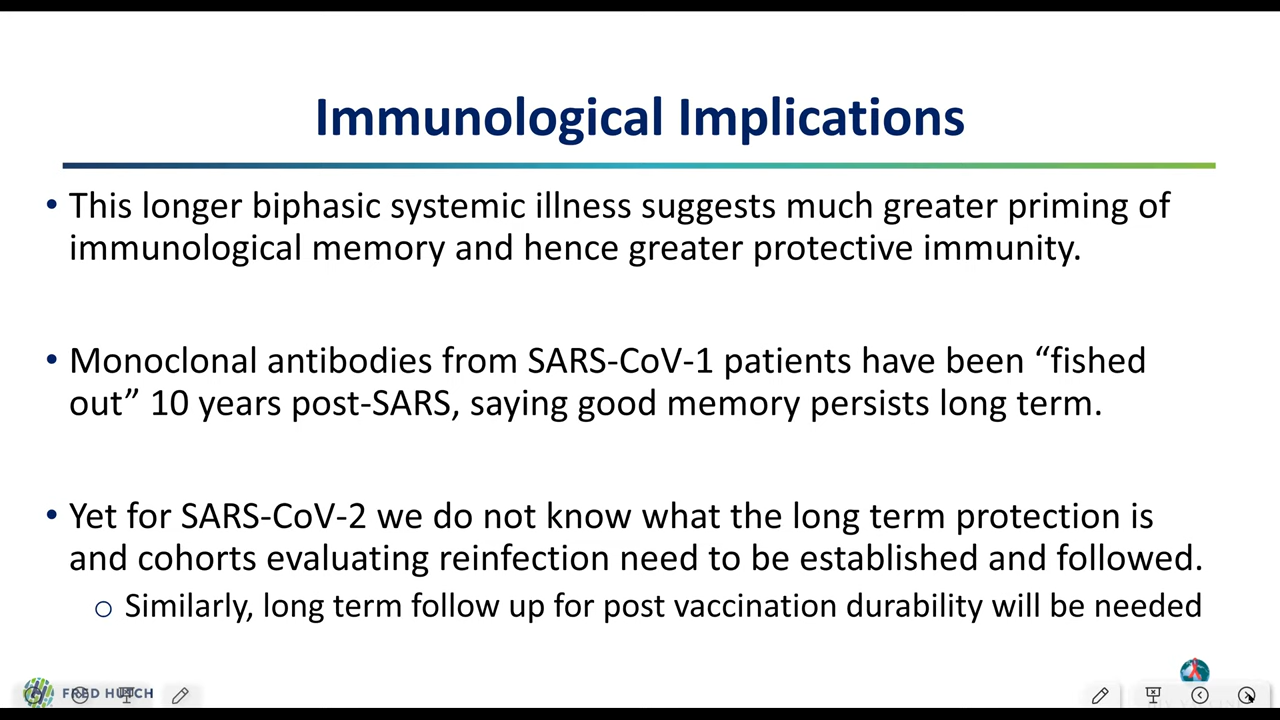 Immunological Implications
• This longer biphasic systemic illness suggests much greater priming of
immunological memory and hence greater protective immunity.
• Monoclonal antibodies from SARS-CoV-1 patients have been “fished
out” 10 years post-SARS, saying good memory persists long term.
• Yet for SARS-CoV-2 we do not know what the long term protection is
and cohorts evaluating reinfection need to be established and followed.
o Similarly, long term follow up for post vaccination durability will be needed
FRED HUTCH